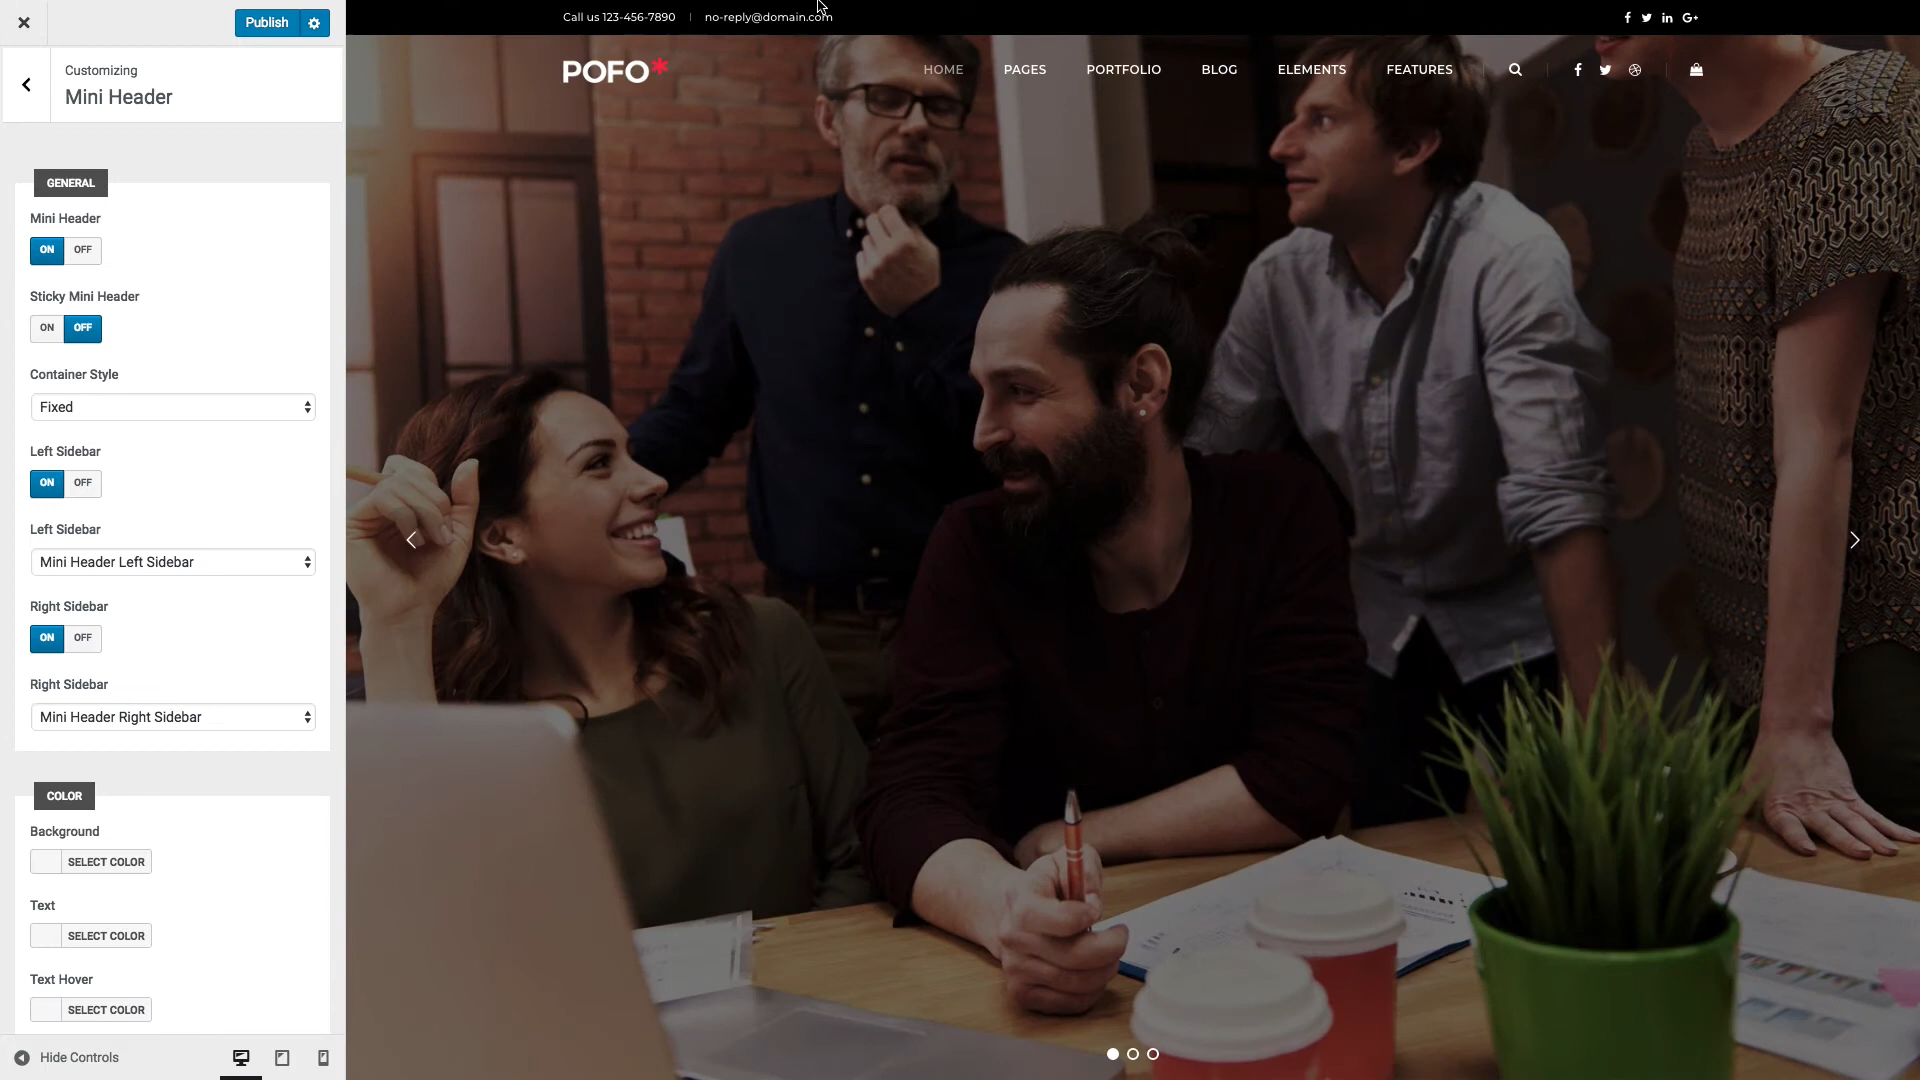 Publish
Customizing
Mini Header
GENERAL
Mini Header
ON OFF
Sticky Mini Header
ON OFF
Container Style
Fixed
Left Sidebar
ON OFF
Left Sidebar
Mini Header Left Sidebar
Right Sidebar
ON OFF
Right Sidebar
Mini Header Right Sidebar
COLOR
Background
SELECT COLOR
Text
SELECT COLOR
Text Hover
SELECT COLOR
Hide Controls
Call us 123-456-7890 | no-reply@domain.com
POFO*
HOME PAGES PORTFOLIO BLOG ELEMENTS FEATURES